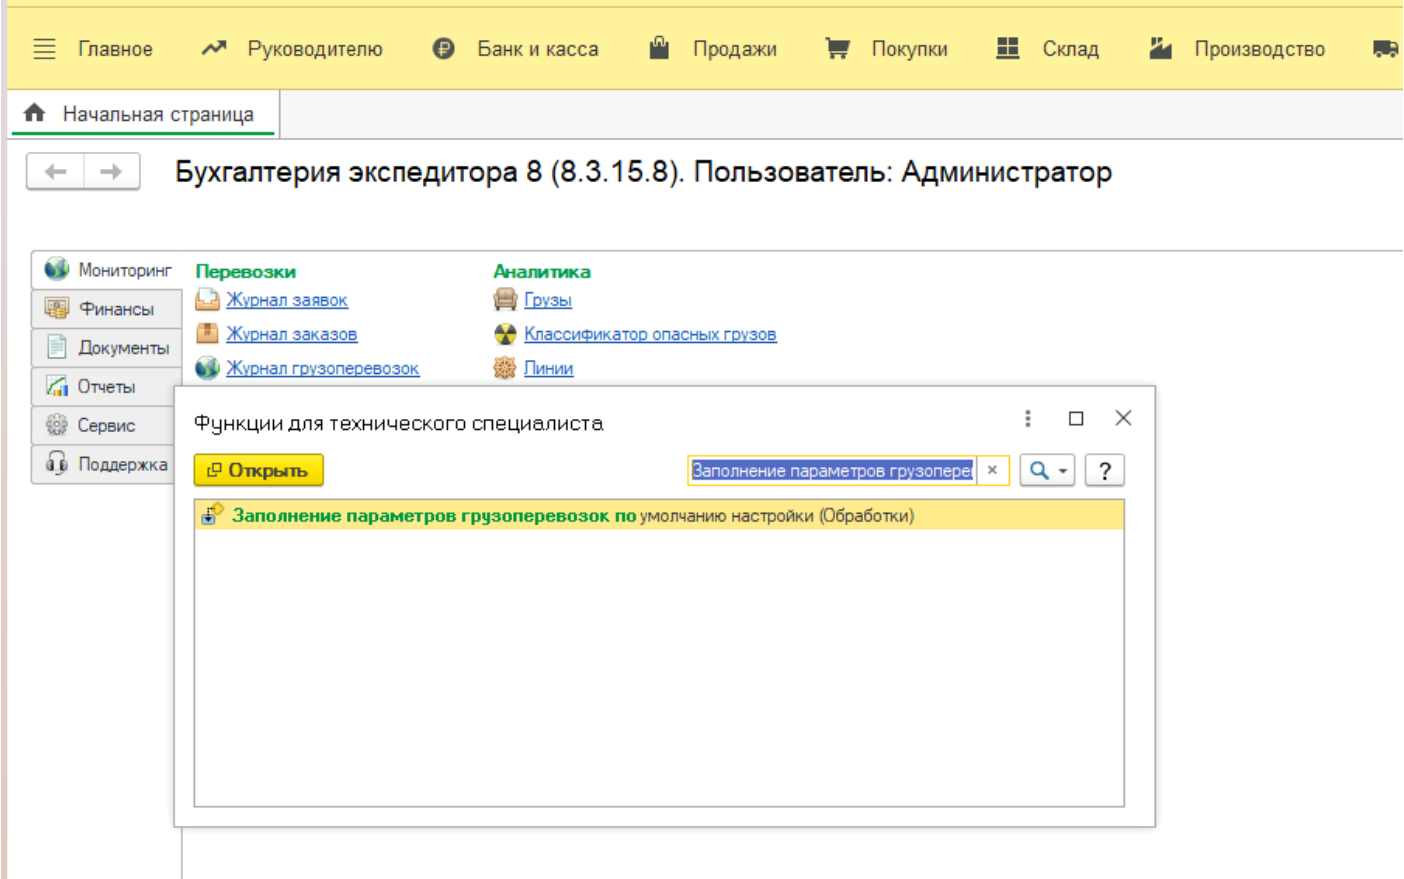 Главное Руководителю Банк и касса Продажи Покупки Склад Производство
Начальная страница
Бухгалтерия экспедитора 8 (8.3.15.8). Пользователь: Администратор
Мониторинг
Финансы
Документы
Отчеты
Сервис
Поддержка
Перевозки
Журнал заявок
Журнал заказов
Журнал грузоперевозок
Аналитика
Грузы
Классификатор опасных грузов
Линии
Функции для технического специалиста
Открыть
Заполнение параметров грузопере
?
Заполнение параметров грузоперевозок по умолчанию настройки (Обработки)